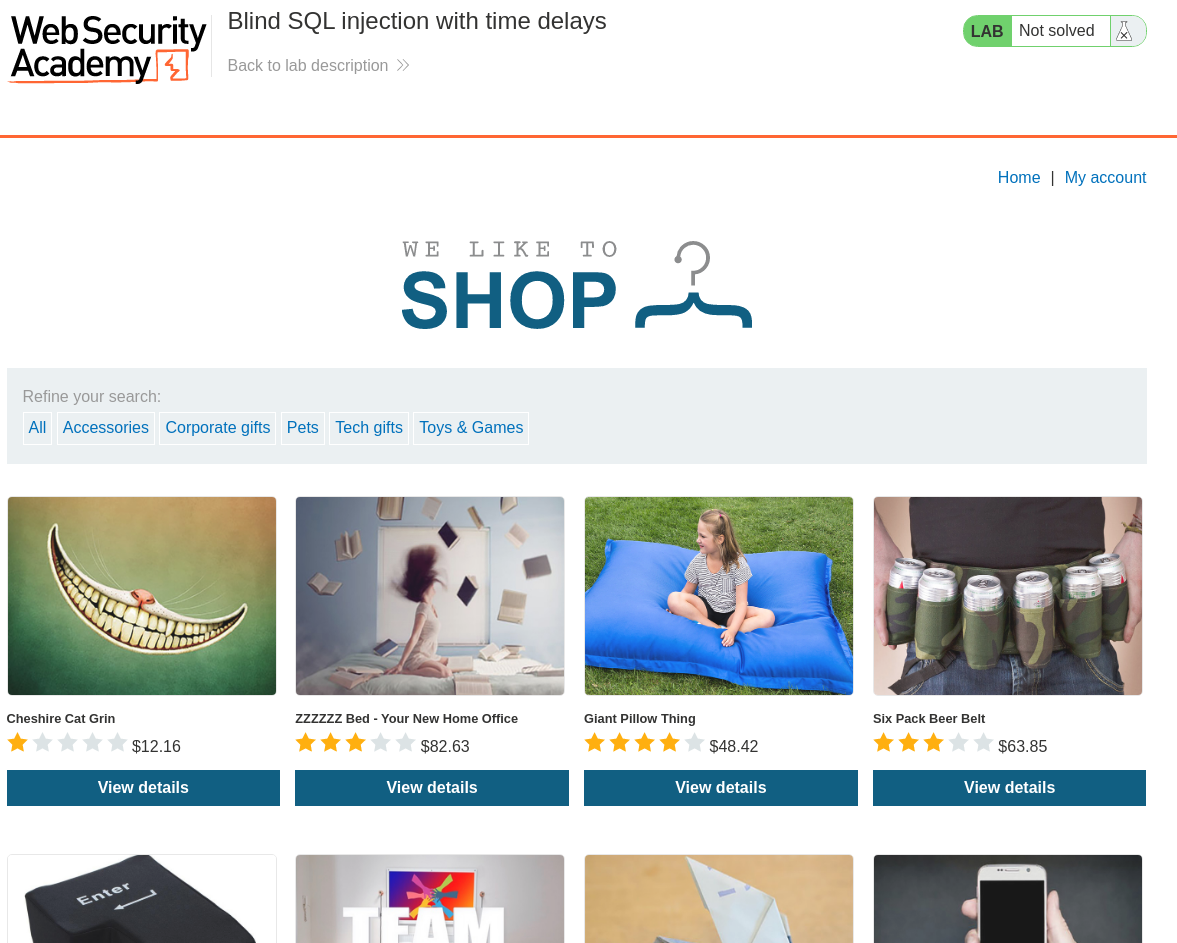 Web Security
Academy
Blind SQL injection with time delays
Back to lab description
LAB Not solved
Home | My account
WE LIKE TO
SHOP
Refine your search:
All Accessories Corporate gifts Pets Tech gifts Toys & Games
Cheshire Cat Grin
$12.16
View details
ZZZZZZ Bed - Your New Home Office
$82.63
View details
Giant Pillow Thing
$48.42
View details
Six Pack Beer Belt
$63.85
View details
Enter
TEAM